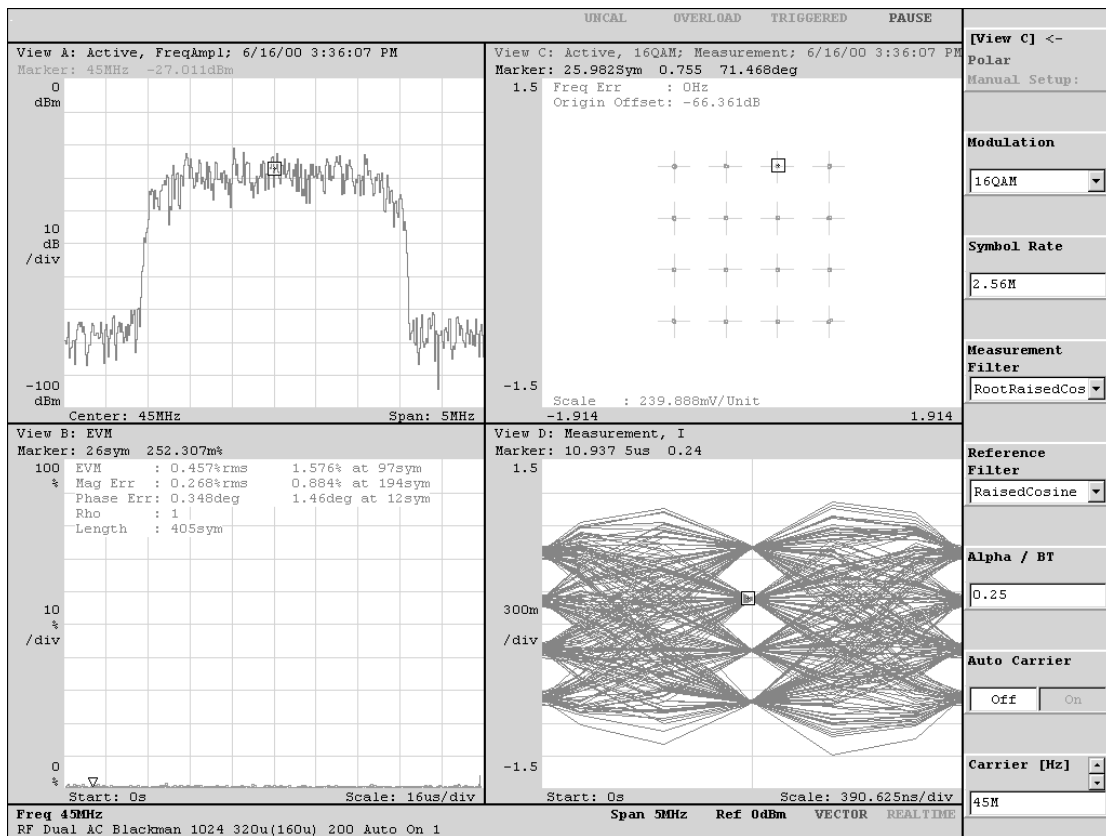 UNCAL OVERLOAD TRIGGERED PAUSE
View A: Active, FreqAmpl; 6/16/00 3:36:07 PM
Marker: 45MHz -27.011dBm
0
dBm
10
dB
/div
-100
dBm
Center: 45MHz Span: 5MHz
View C: Active, 16QAM; Measurement; 6/16/00 3:36:07 PM
Marker: 25.982Sym 0.755 71.468deg
1.5
Freq Err : 0Hz
Origin Offset: -66.361dB
-1.5
Scale : 239.888mV/Unit
-1.914 1.914
View B: EVM
Marker: 26sym 252.307m%
100
%
EVM : 0.457%rms 1.576% at 97sym
Mag Err : 0.268%rms 0.884% at 194sym
Phase Err: 0.348deg 1.46deg at 12sym
Rho : 1
Length : 405sym
10
%
/div
0
%
Start: 0s Scale: 16us/div
View D: Measurement, I
Marker: 10.937 5us 0.24
1.5
300m
/div
-1.5
Start: 0s Scale: 390.625ns/div
[View C] <-
Polar
Manual Setup:
Modulation
16QAM
Symbol Rate
2.56M
Measurement
Filter
RootRaisedCos
Reference
Filter
RaisedCosine
Alpha / BT
0.25
Auto Carrier
Off On
Carrier [Hz]
45M
Freq 45MHz Span 5MHz Ref 0dBm VECTOR REALTIME
RF Dual AC Blackman 1024 320u(160u) 200 Auto On 1